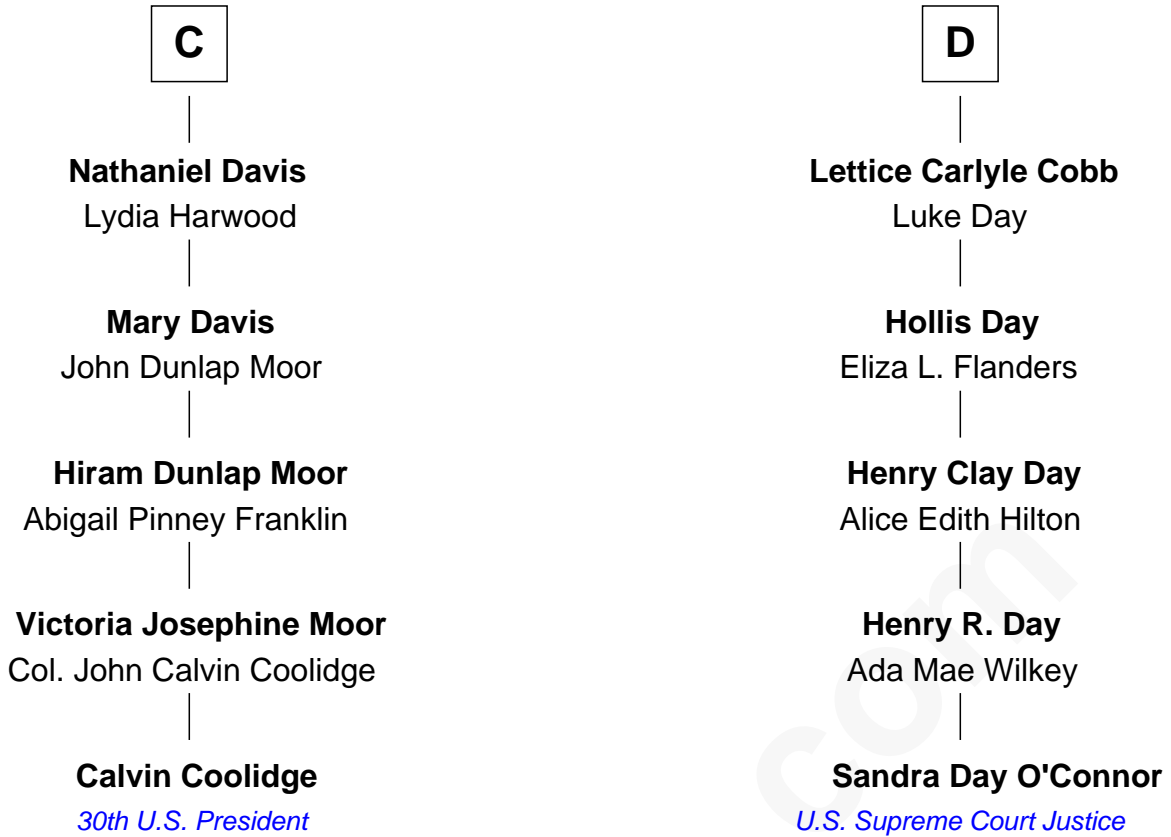 C
Nathaniel Davis
Lydia Harwood
Mary Davis
John Dunlap Moor
Hiram Dunlap Moor
Abigail Pinney Franklin
Victoria Josephine Moor
Col. John Calvin Coolidge
Calvin Coolidge
30th U.S. President
D
Lettice Carlyle Cobb
Luke Day
Hollis Day
Eliza L. Flanders
Henry Clay Day
Alice Edith Hilton
Henry R. Day
Ada Mae Wilkey
Sandra Day O'Connor
U.S. Supreme Court Justice
com